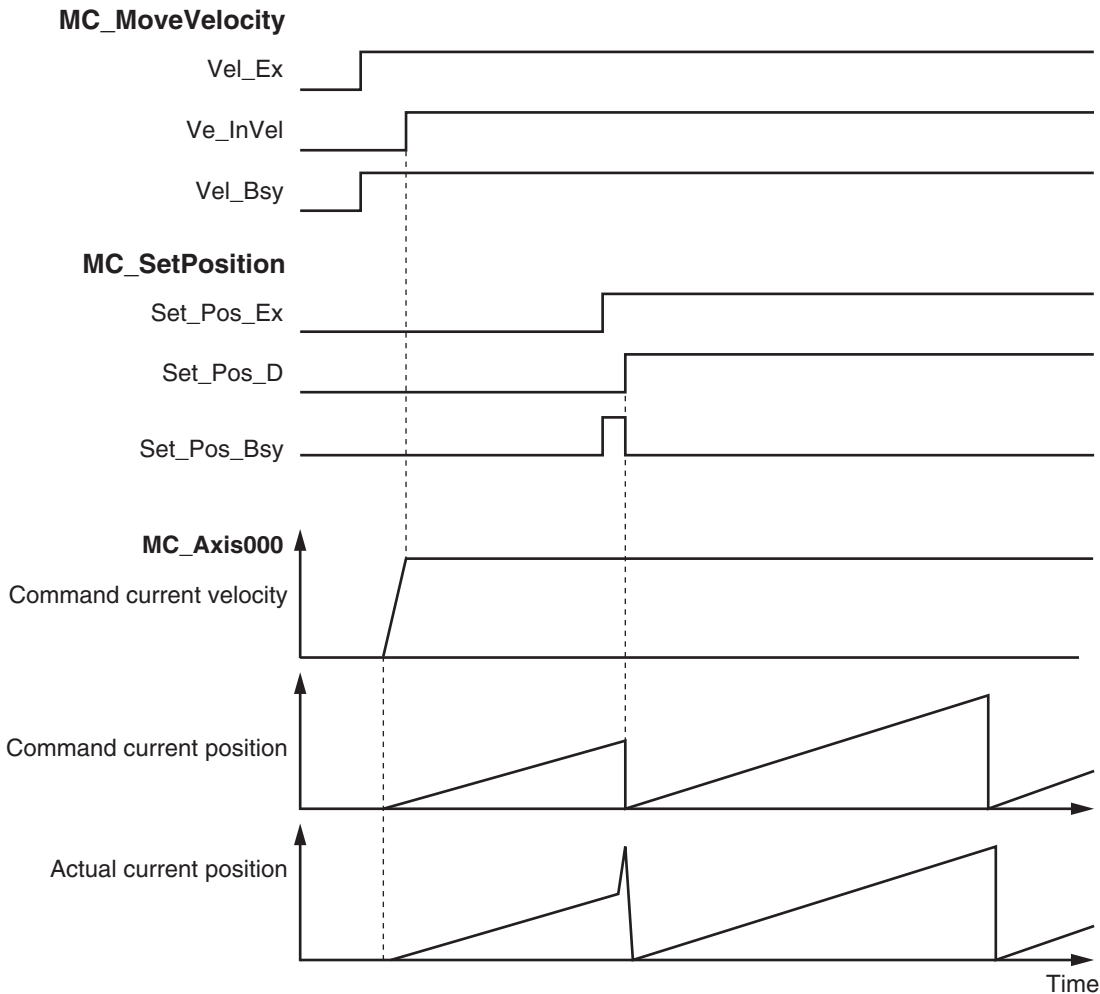 MC_MoveVelocity
Vel_Ex
Ve_InVel
Vel_Bsy
MC_SetPosition
Set_Pos_Ex
Set_Pos_D
Set_Pos_Bsy
MC_Axis000
Command current velocity
Command current position
Actual current position
Time